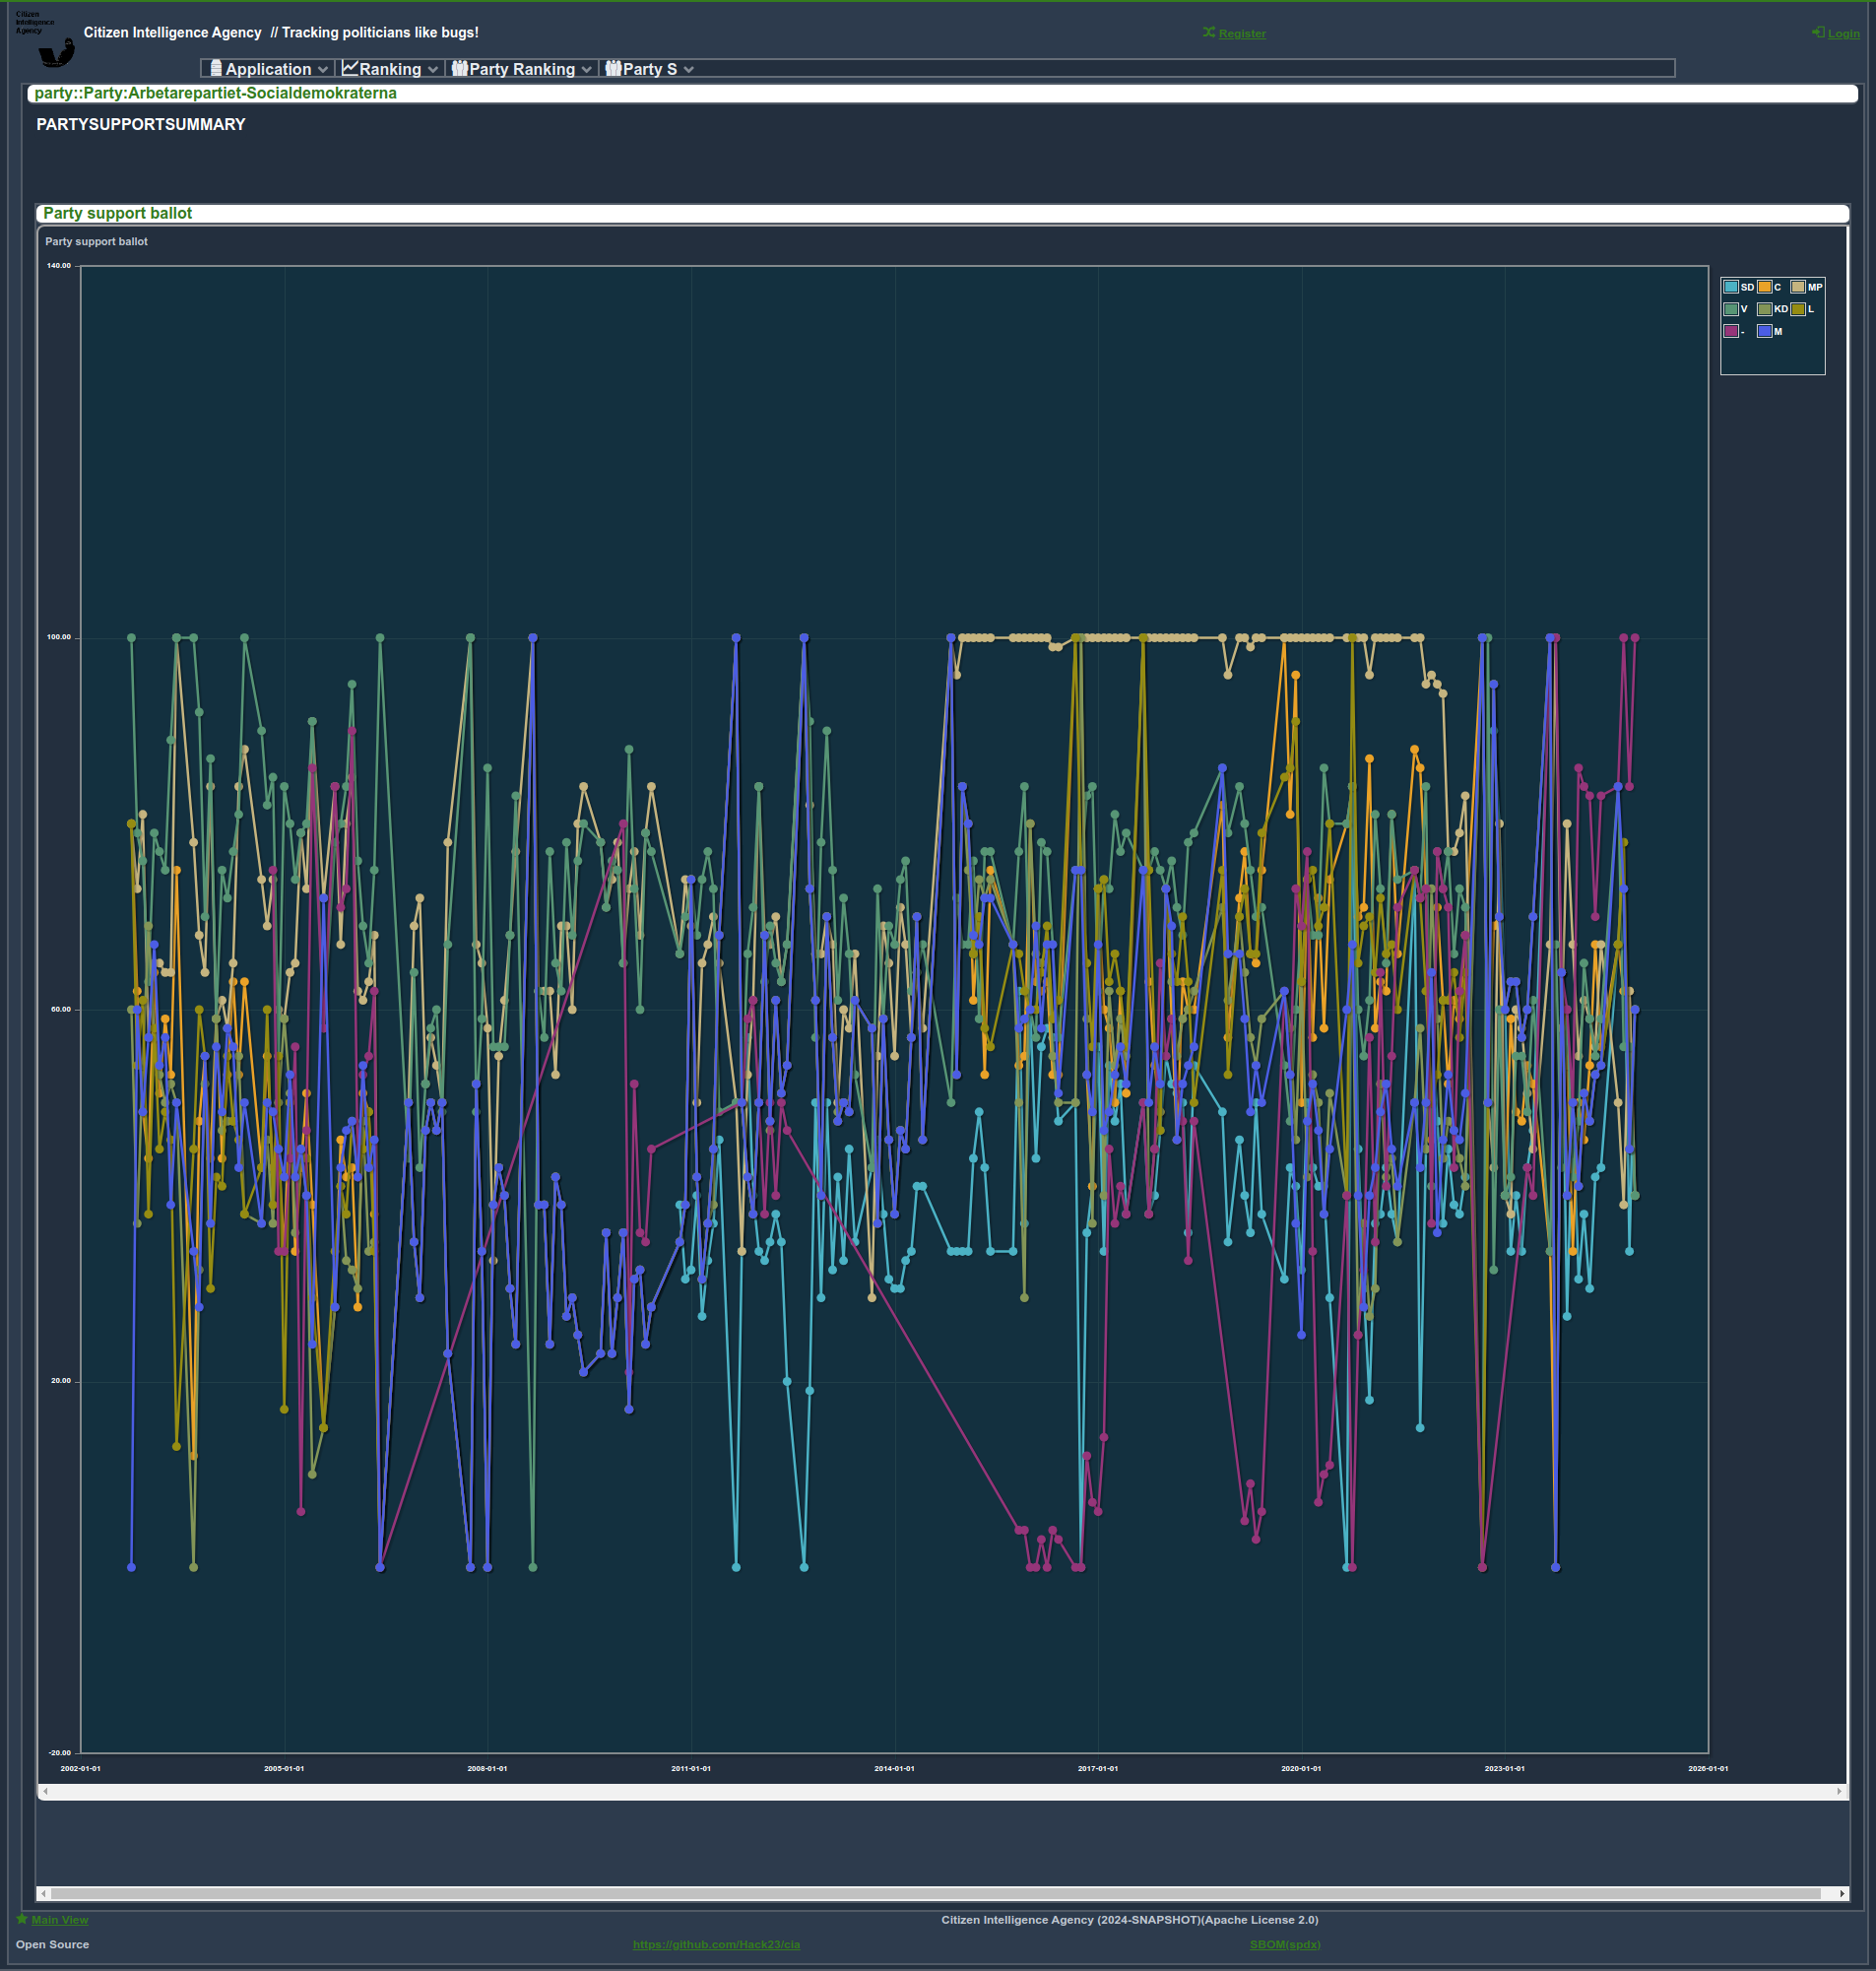 Citizen
Intelligence
Agency
Citizen Intelligence Agency // Tracking politicians like bugs!
Register
Login
Application
Ranking
Party Ranking
Party S
party::Party:Arbetarepartiet-Socialdemokraterna
PARTYSUPPORTSUMMARY
Party support ballot
Party support ballot
140.00
100.00
60.00
20.00
-20.00
SD C MP
V KD L
- M
2002-01-01 2005-01-01 2008-01-01 2011-01-01 2014-01-01 2017-01-01 2020-01-01 2023-01-01 2026-01-01
Main View
Citizen Intelligence Agency (2024-SNAPSHOT)(Apache License 2.0)
Open Source
https://github.com/Hack23/cia
SBOM(spdx)